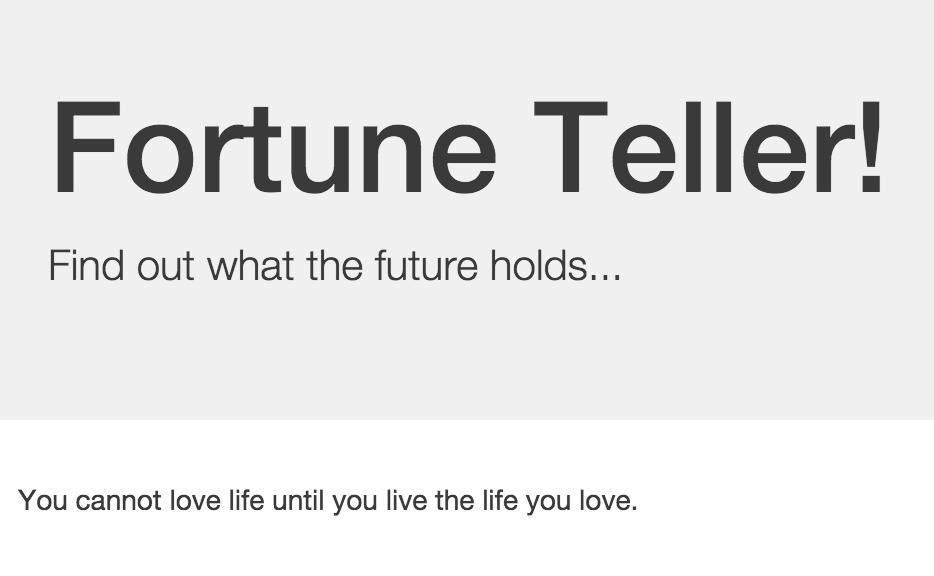 Fortune Teller!
Find out what the future holds...
You cannot love life until you live the life you love.